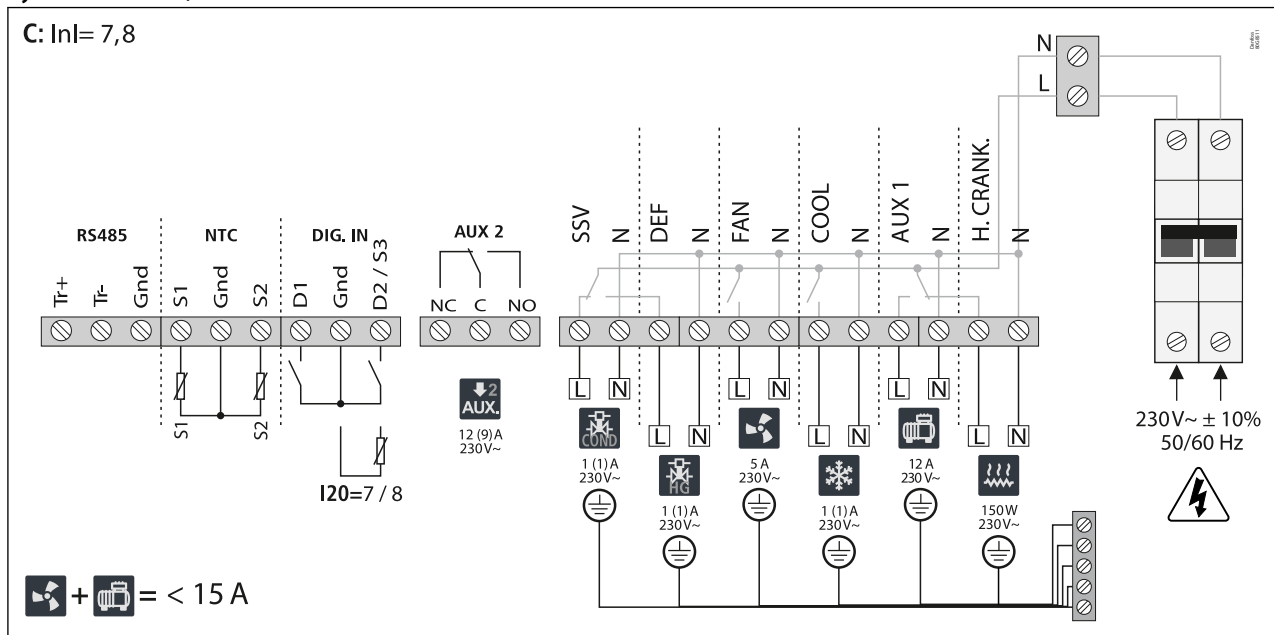 C: InI= 7,8
N
L
Danfoss
SSV
N
DEF
N
FAN
N
COOL
N
AUX 1
N
H. CRANK.
N
RS485
NTC
DIG. IN
AUX 2
Tr+
Tr-
Gnd
S1
Gnd
S2
D1
Gnd
D2 / S3
NC
C
NO
S1
S2
I20=7 / 8
2
AUX.
12 (9) A
230V~
L
N
COND
1 (1) A
230V~
L
N
HG
1 (1) A
230V~
L
N
5 A
230V~
L
N
1 (1) A
230V~
L
N
12 A
230V~
L
N
150W
230V~
230V~ ± 10%
50/60 Hz
+ = < 15 A